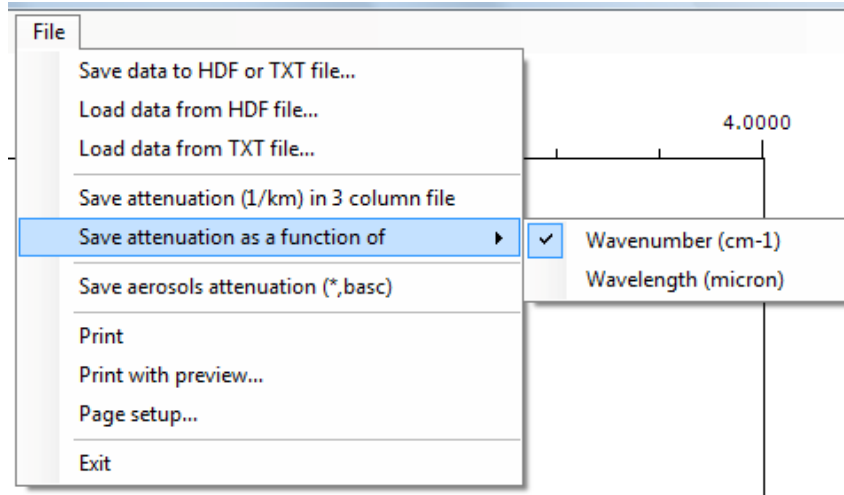 File
Save data to HDF or TXT file...
Load data from HDF file...
4.0000
Load data from TXT file...
Save attenuation (1/km) in 3 column file
Save attenuation as a function of
Wavenumber (cm-1)
Wavelength (micron)
Save aerosols attenuation (*,basc)
Print
Print with preview...
Page setup...
Exit